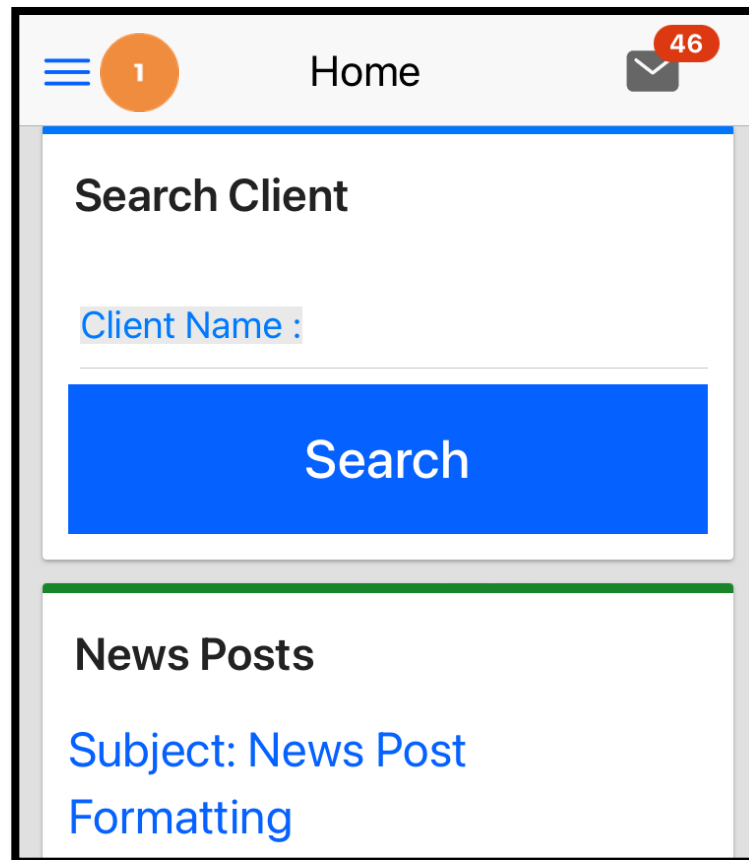 1
Home
46
Search Client
Client Name :
Search
News Posts
Subject: News Post
Formatting